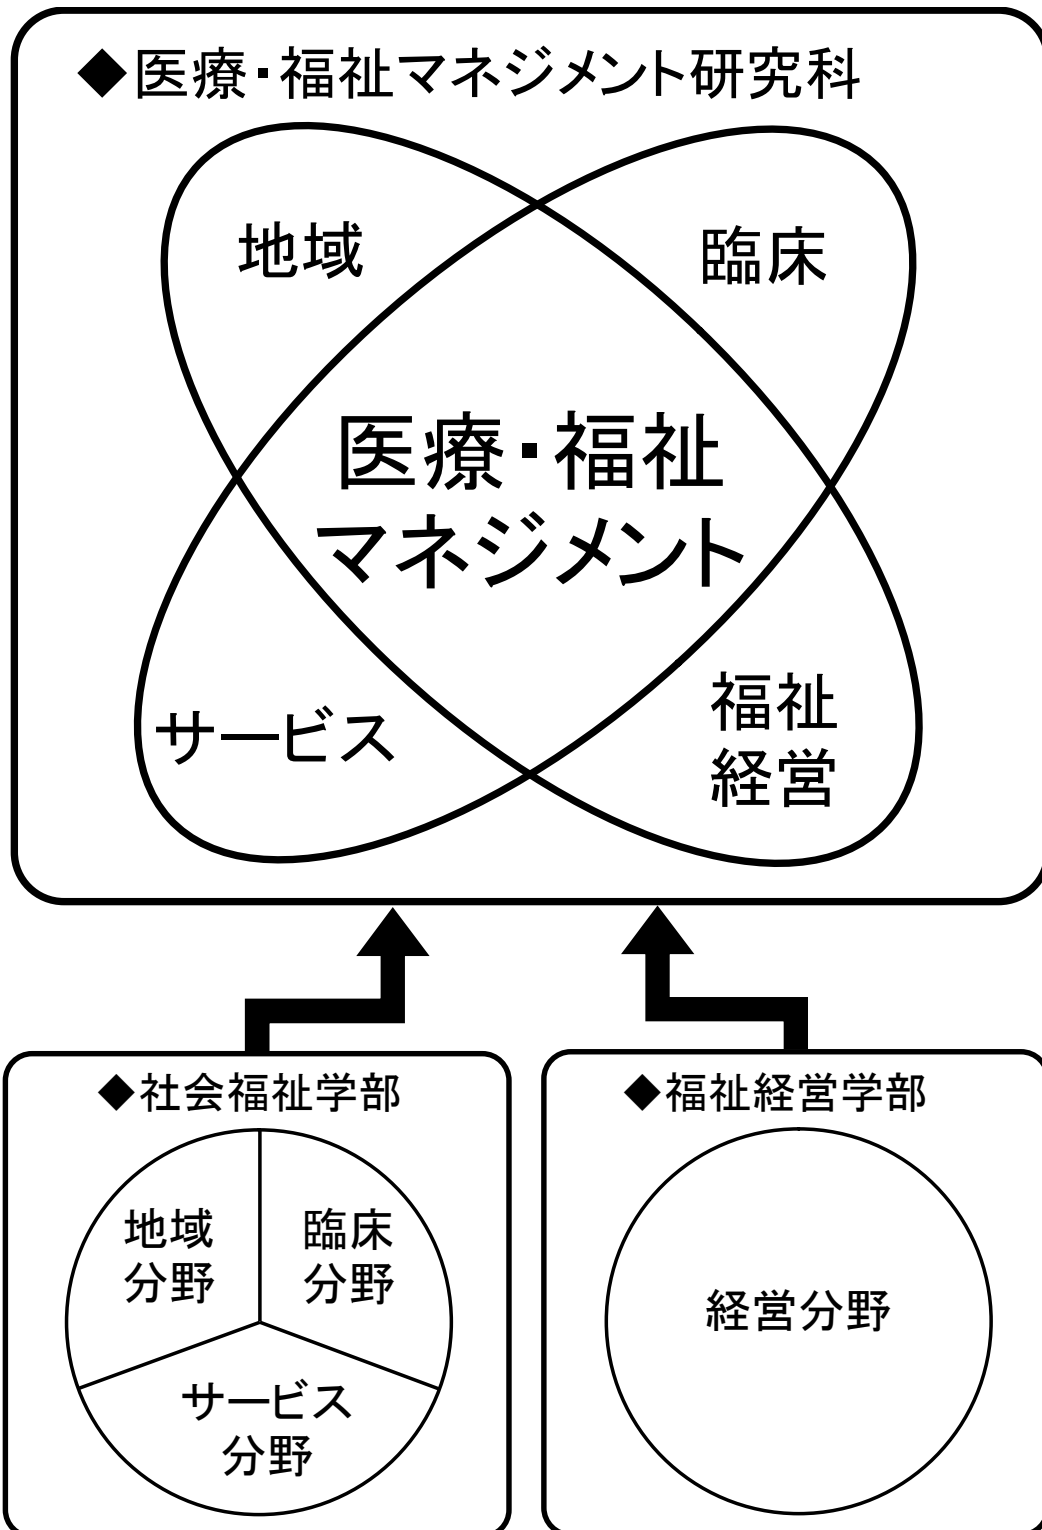 ◆医療・福祉マネジメント研究科
地域
臨床
医療・福祉
マネジメント
サービス
福祉
経営
◆社会福祉学部
地域
分野
臨床
分野
サービス
分野
◆福祉経営学部
経営分野